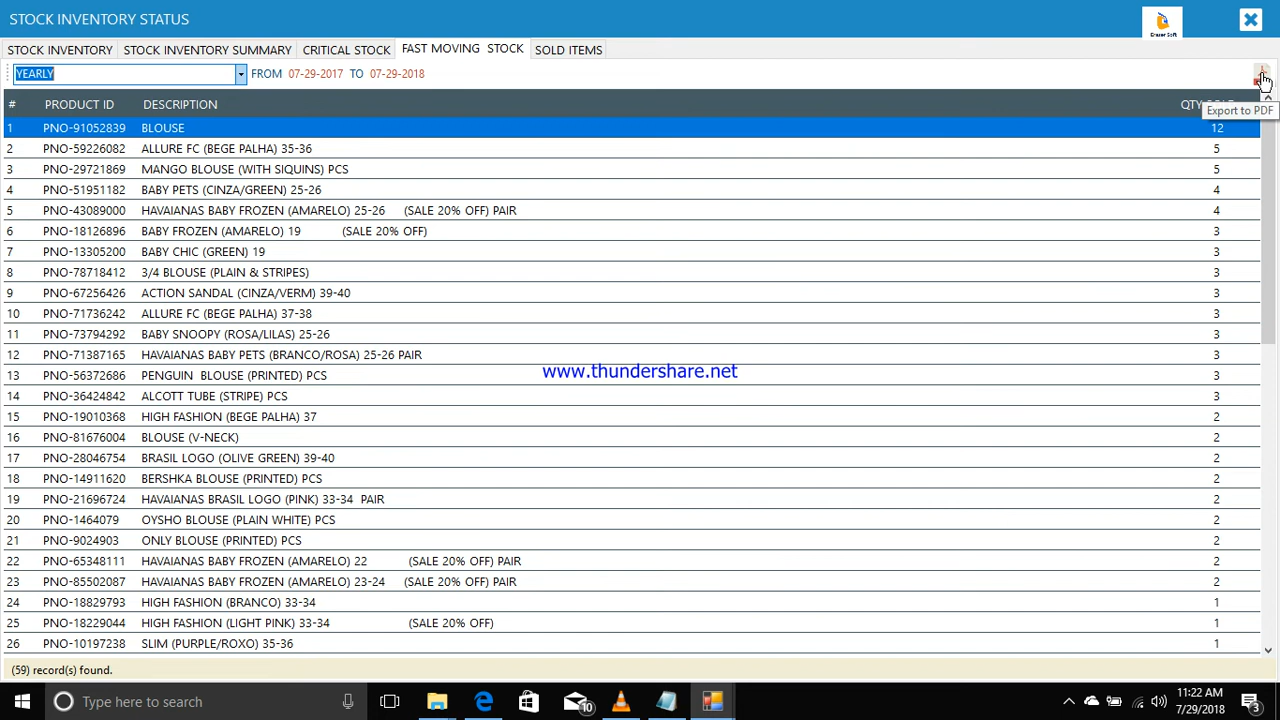 STOCK INVENTORY STATUS
Eraser Soft
STOCK INVENTORY STOCK INVENTORY SUMMARY CRITICAL STOCK FAST MOVING STOCK SOLD ITEMS
YEARLY FROM 07-29-2017 TO 07-29-2018
# PRODUCT ID DESCRIPTION QTY SOLD
Export to PDF
1 PNO-91052839 BLOUSE 12
2 PNO-59226082 ALLURE FC (BEGE PALHA) 35-36 5
3 PNO-29721869 MANGO BLOUSE (WITH SIQUINS) PCS 5
4 PNO-51951182 BABY PETS (CINZA/GREEN) 25-26 4
5 PNO-43089000 HAVAIANAS BABY FROZEN (AMARELO) 25-26 (SALE 20% OFF) PAIR 4
6 PNO-18126896 BABY FROZEN (AMARELO) 19 (SALE 20% OFF) 3
7 PNO-13305200 BABY CHIC (GREEN) 19 3
8 PNO-78718412 3/4 BLOUSE (PLAIN & STRIPES) 3
9 PNO-67256426 ACTION SANDAL (CINZA/VERM) 39-40 3
10 PNO-71736242 ALLURE FC (BEGE PALHA) 37-38 3
11 PNO-73794292 BABY SNOOPY (ROSA/LILAS) 25-26 3
12 PNO-71387165 HAVAIANAS BABY PETS (BRANCO/ROSA) 25-26 PAIR 3
www.thundershare.net
13 PNO-56372686 PENGUIN BLOUSE (PRINTED) PCS 3
14 PNO-36424842 ALCOTT TUBE (STRIPE) PCS 3
15 PNO-19010368 HIGH FASHION (BEGE PALHA) 37 2
16 PNO-81676004 BLOUSE (V-NECK) 2
17 PNO-28046754 BRASIL LOGO (OLIVE GREEN) 39-40 2
18 PNO-14911620 BERSHKA BLOUSE (PRINTED) PCS 2
19 PNO-21696724 HAVAIANAS BRASIL LOGO (PINK) 33-34 PAIR 2
20 PNO-1464079 OYSHO BLOUSE (PLAIN WHITE) PCS 2
21 PNO-9024903 ONLY BLOUSE (PRINTED) PCS 2
22 PNO-65348111 HAVAIANAS BABY FROZEN (AMARELO) 22 (SALE 20% OFF) PAIR 2
23 PNO-85502087 HAVAIANAS BABY FROZEN (AMARELO) 23-24 (SALE 20% OFF) PAIR 2
24 PNO-18829793 HIGH FASHION (BRANCO) 33-34 1
25 PNO-18229044 HIGH FASHION (LIGHT PINK) 33-34 (SALE 20% OFF) 1
26 PNO-10197238 SLIM (PURPLE/ROXO) 35-36 1
(59) record(s) found.
Type here to search 10 11:22 AM
7/29/2018 3